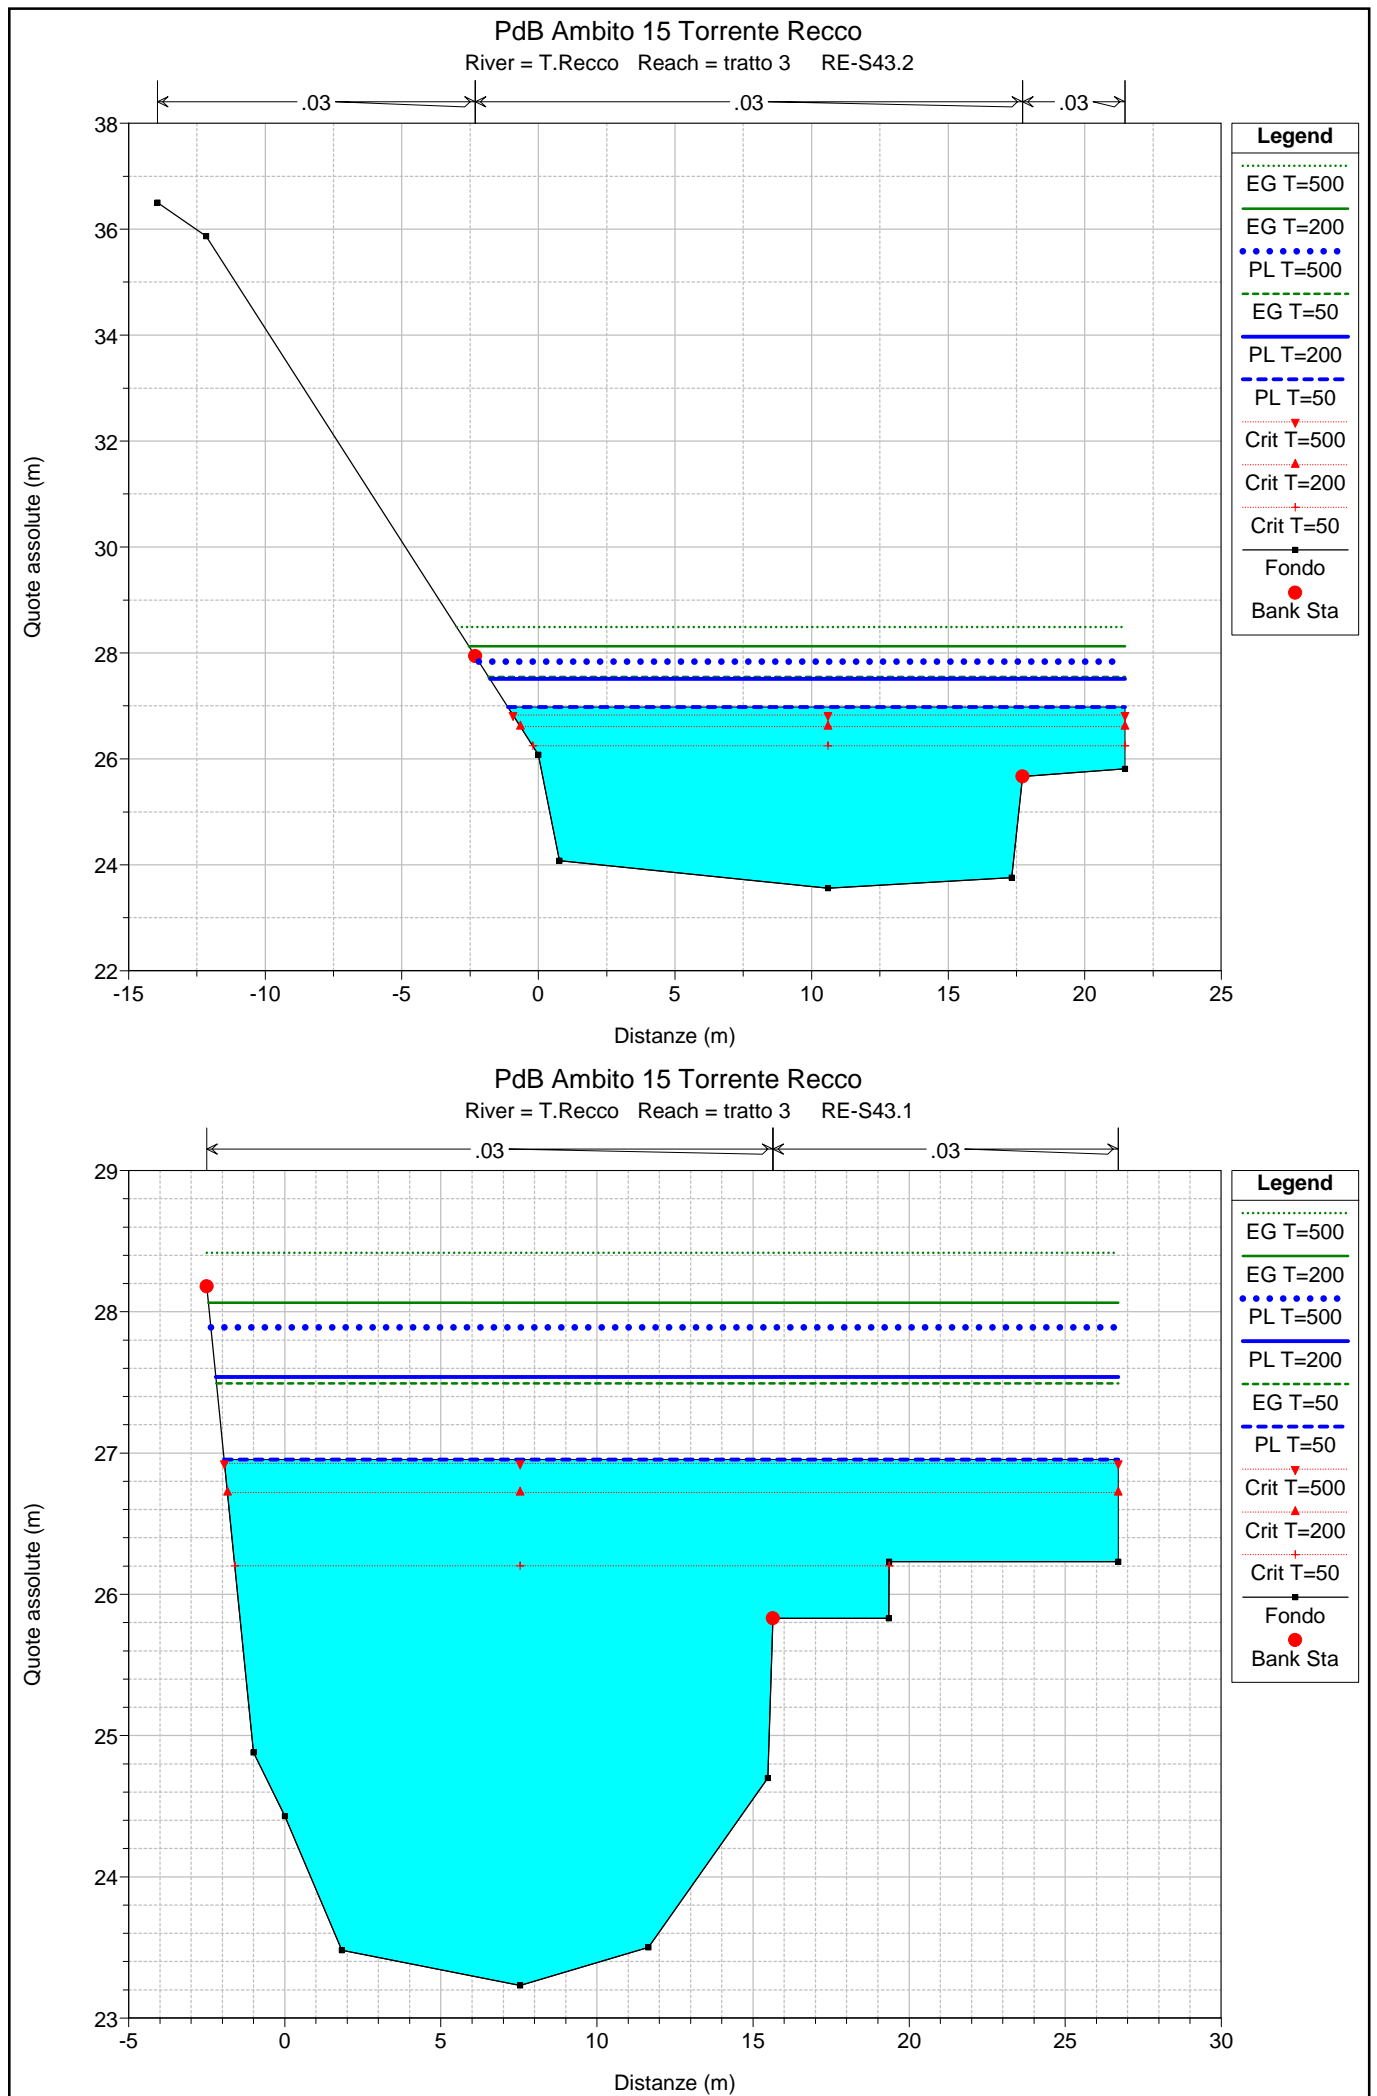 PdB Ambito 15 Torrente Recco
River = T.Recco Reach = tratto 3 RE-S43.2
.03 .03 .03
38
36
34
32
30
28
26
24
22
Quote assolute (m)
-15 -10 -5 0 5 10 15 20 25
Distanze (m)
Legend
EG T=500
EG T=200
PL T=500
EG T=50
PL T=200
PL T=50
Crit T=500
Crit T=200
Crit T=50
Fondo
Bank Sta
PdB Ambito 15 Torrente Recco
River = T.Recco Reach = tratto 3 RE-S43.1
.03 .03
29
28
27
26
25
24
23
Quote assolute (m)
-5 0 5 10 15 20 25 30
Distanze (m)
Legend
EG T=500
EG T=200
PL T=500
PL T=200
EG T=50
PL T=50
Crit T=500
Crit T=200
Crit T=50
Fondo
Bank Sta